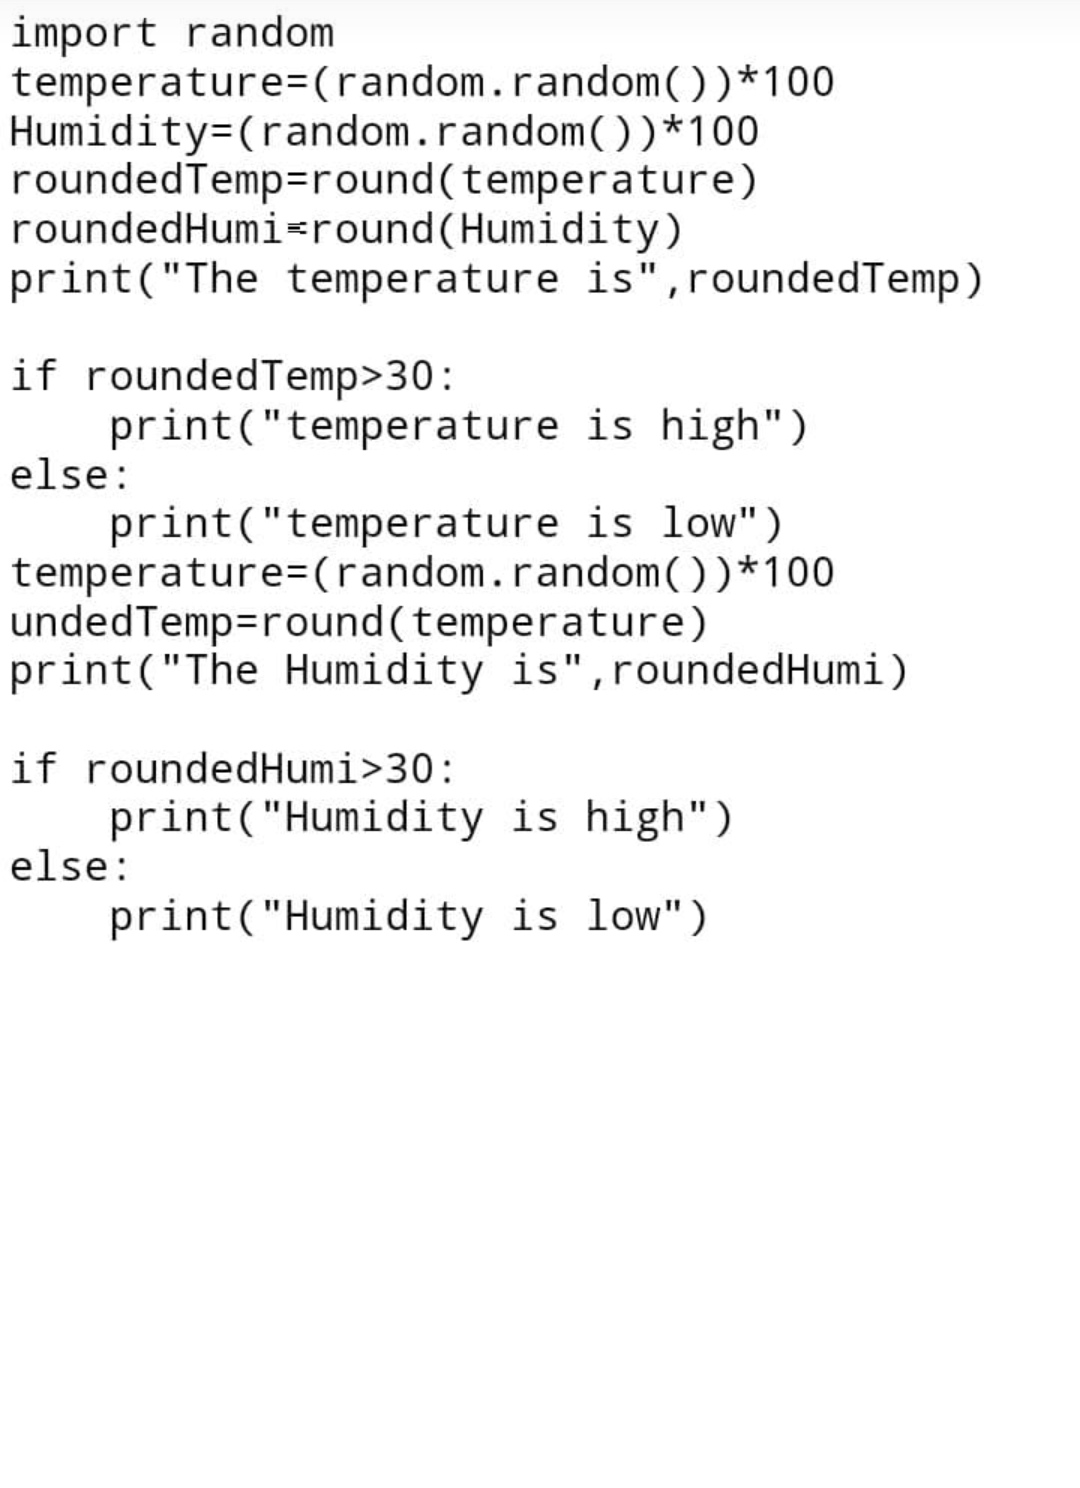 import random
temperature=(random.random())*100
Humidity=(random.random())*100
roundedTemp=round(temperature)
roundedHumi=round(Humidity)
print("The temperature is",roundedTemp)
if roundedTemp>30:
    print("temperature is high")
else:
    print("temperature is low")
temperature=(random.random())*100
undedTemp=round(temperature)
print("The Humidity is",roundedHumi)
if roundedHumi>30:
    print("Humidity is high")
else:
    print("Humidity is low")